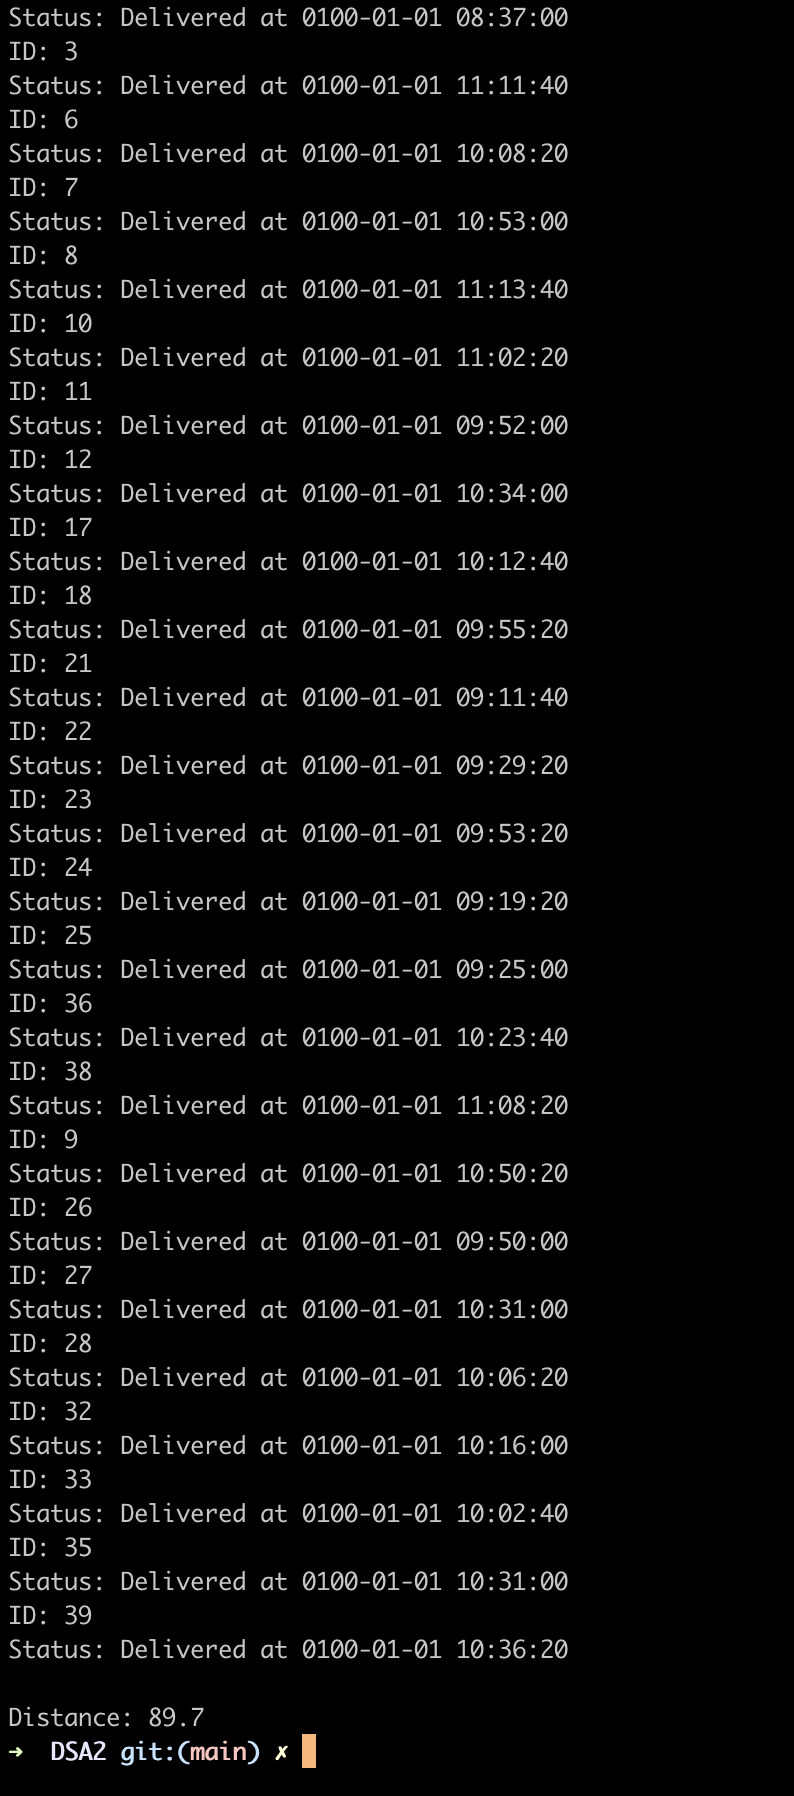 Status: Delivered at 0100-01-01 08:37:00
ID: 3
Status: Delivered at 0100-01-01 11:11:40
ID: 6
Status: Delivered at 0100-01-01 10:08:20
ID: 7
Status: Delivered at 0100-01-01 10:53:00
ID: 8
Status: Delivered at 0100-01-01 11:13:40
ID: 10
Status: Delivered at 0100-01-01 11:02:20
ID: 11
Status: Delivered at 0100-01-01 09:52:00
ID: 12
Status: Delivered at 0100-01-01 10:34:00
ID: 17
Status: Delivered at 0100-01-01 10:12:40
ID: 18
Status: Delivered at 0100-01-01 09:55:20
ID: 21
Status: Delivered at 0100-01-01 09:11:40
ID: 22
Status: Delivered at 0100-01-01 09:29:20
ID: 23
Status: Delivered at 0100-01-01 09:53:20
ID: 24
Status: Delivered at 0100-01-01 09:19:20
ID: 25
Status: Delivered at 0100-01-01 09:25:00
ID: 36
Status: Delivered at 0100-01-01 10:23:40
ID: 38
Status: Delivered at 0100-01-01 11:08:20
ID: 9
Status: Delivered at 0100-01-01 10:50:20
ID: 26
Status: Delivered at 0100-01-01 09:50:00
ID: 27
Status: Delivered at 0100-01-01 10:31:00
ID: 28
Status: Delivered at 0100-01-01 10:06:20
ID: 32
Status: Delivered at 0100-01-01 10:16:00
ID: 33
Status: Delivered at 0100-01-01 10:02:40
ID: 35
Status: Delivered at 0100-01-01 10:31:00
ID: 39
Status: Delivered at 0100-01-01 10:36:20
Distance: 89.7
➜ DSA2 git:(main) ✗